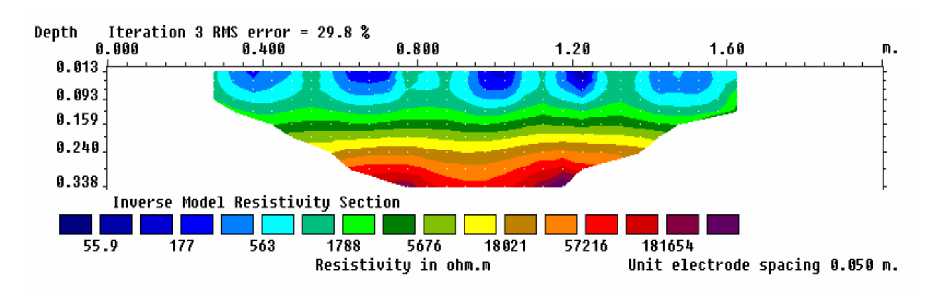 Depth Iteration 3 RMS error = 29.8 %
0.000 0.400 0.800 1.20 1.60 m.
0.013
0.093
0.159
0.240
0.338
Inverse Model Resistivity Section
55.9 177 563 1788 5676 18021 57216 181654
Resistivity in ohm.m Unit electrode spacing 0.050 m.